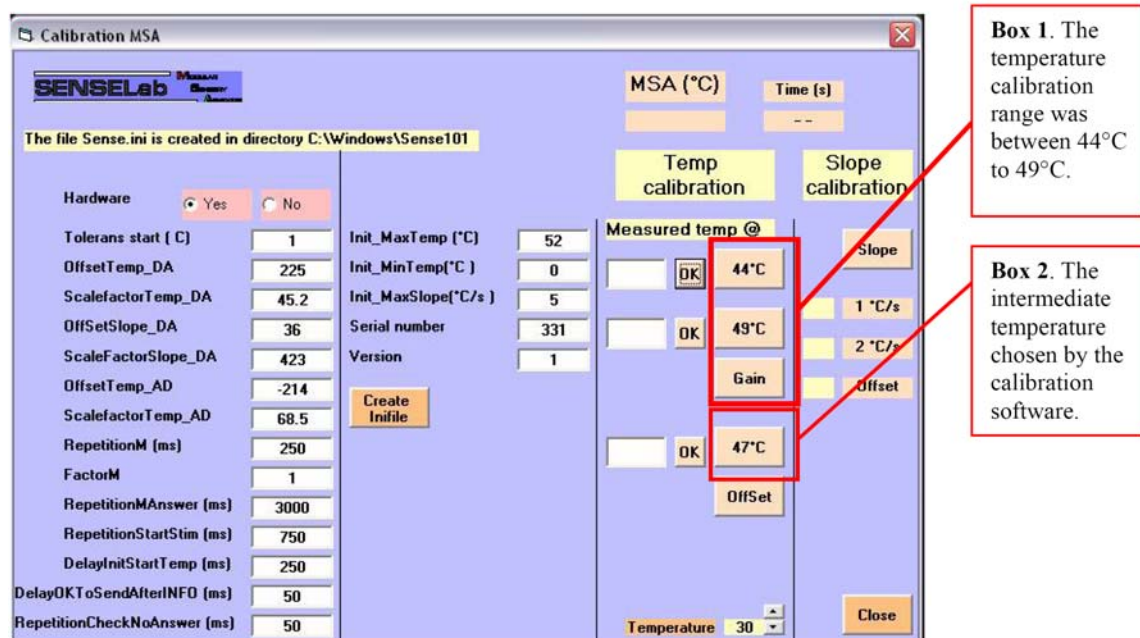 Calibration MSA
SENSELab
MSA (°C)
Time (s)
--
The file Sense.ini is created in directory C:\Windows\Sense101
Temp
calibration
Slope
calibration
Hardware
Yes
No
Tolerans start ( C)
1
OffsetTemp_DA
225
ScalefactorTemp_DA
45.2
OffSetSlope_DA
36
ScaleFactorSlope_DA
423
OffsetTemp_AD
-214
ScalefactorTemp_AD
68.5
RepetitionM (ms)
250
FactorM
1
RepetitionMAnswer (ms)
3000
RepetitionStartStim (ms)
750
DelayInitStartTemp (ms)
250
DelayOKToSendAfterINFO (ms)
50
RepetitionCheckNoAnswer (ms)
50
Init_MaxTemp (°C)
52
Init_MinTemp(°C )
0
Init_MaxSlope(°C/s )
5
Serial number
331
Version
1
Create
Inifile
Measured temp @
OK
44°C
OK
49°C
Gain
OK
47°C
OffSet
Temperature
30
Slope
1 °C/s
2 °C/s
Offset
Close
Box 1. The
temperature
calibration
range was
between 44°C
to 49°C.
Box 2. The
intermediate
temperature
chosen by the
calibration
software.